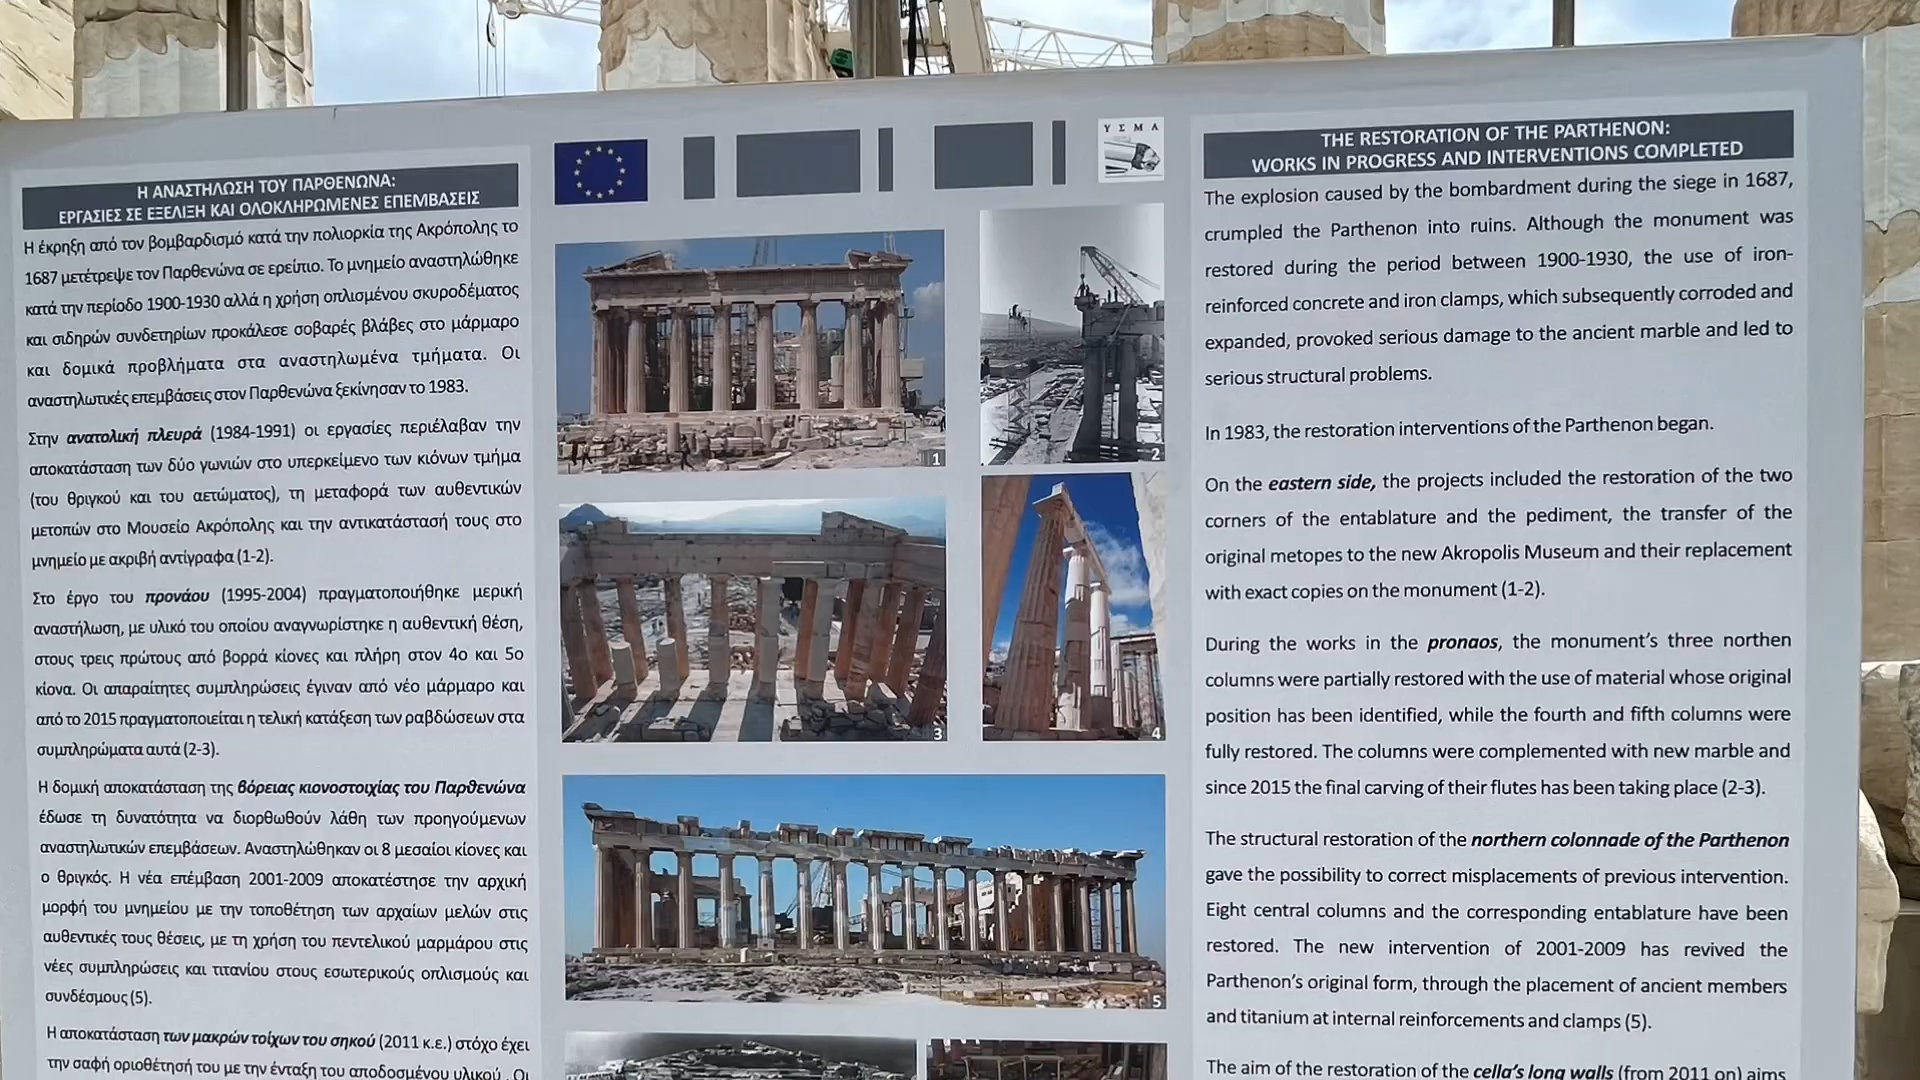 Η ΑΝΑΣΤΗΛΩΣΗ ΤΟΥ ΠΑΡΘΕΝΩΝΑ:
ΕΡΓΑΣΙΕΣ ΣΕ ΕΞΕΛΙΞΗ ΚΑΙ ΟΛΟΚΛΗΡΩΜΕΝΕΣ ΕΠΕΜΒΑΣΕΙΣ
Η έκρηξη από τον βομβαρδισμό κατά την πολιορκία της Ακρόπολης το
1687 μετέτρεψε τον Παρθενώνα σε ερείπιο. Το μνημείο αναστηλώθηκε
κατά την περίοδο 1900-1930 αλλά η χρήση οπλισμένου σκυροδέματος
και σιδηρών συνδετηρίων προκάλεσε σοβαρές βλάβες στο μάρμαρο
και δομικά προβλήματα στα αναστηλωμένα τμήματα. Οι
αναστηλωτικές επεμβάσεις στον Παρθενώνα ξεκίνησαν το 1983.
Στην ανατολική πλευρά (1984-1991) οι εργασίες περιέλαβαν την
αποκατάσταση των δύο γωνιών στο υπερκείμενο των κιόνων τμήμα
(του θριγκού και του αετώματος), τη μεταφορά των αυθεντικών
μετοπών στο Μουσείο Ακρόπολης και την αντικατάστασή τους στο
μνημείο με ακριβή αντίγραφα (1-2).
Στο έργο του προνάου (1995-2004) πραγματοποιήθηκε μερική
αναστήλωση, με υλικό του οποίου αναγνωρίστηκε η αυθεντική θέση,
στους τρεις πρώτους από βορρά κίονες και πλήρη στον 4ο και 5ο
κίονα. Οι απαραίτητες συμπληρώσεις έγιναν από νέο μάρμαρο και
από το 2015 πραγματοποιείται η τελική κατάξεση των ραβδώσεων στα
συμπληρώματα αυτά (2-3).
Η δομική αποκατάσταση της βόρειας κιονοστοιχίας του Παρθενώνα
έδωσε τη δυνατότητα να διορθωθούν λάθη των προηγούμενων
αναστηλωτικών επεμβάσεων. Αναστηλώθηκαν οι 8 μεσαίοι κίονες και
ο θριγκός. Η νέα επέμβαση 2001-2009 αποκατέστησε την αρχική
μορφή του μνημείου με την τοποθέτηση των αρχαίων μελών στις
αυθεντικές τους θέσεις, με τη χρήση του πεντελικού μαρμάρου στις
νέες συμπληρώσεις και τιτανίου στους εσωτερικούς οπλισμούς και
συνδέσμους (5).
Η αποκατάσταση των μακρών τοίχων του σηκού (2011 κ.ε.) στόχο έχει
την σαφή οριοθέτησή του με την ένταξη του αποδοσμένου υλικού . Οι
Υ Σ Μ Α
1
2
3
4
5
THE RESTORATION OF THE PARTHENON:
WORKS IN PROGRESS AND INTERVENTIONS COMPLETED
The explosion caused by the bombardment during the siege in 1687,
crumpled the Parthenon into ruins. Although the monument was
restored during the period between 1900-1930, the use of iron-
reinforced concrete and iron clamps, which subsequently corroded and
expanded, provoked serious damage to the ancient marble and led to
serious structural problems.
In 1983, the restoration interventions of the Parthenon began.
On the eastern side, the projects included the restoration of the two
corners of the entablature and the pediment, the transfer of the
original metopes to the new Akropolis Museum and their replacement
with exact copies on the monument (1-2).
During the works in the pronaos, the monument's three northen
columns were partially restored with the use of material whose original
position has been identified, while the fourth and fifth columns were
fully restored. The columns were complemented with new marble and
since 2015 the final carving of their flutes has been taking place (2-3).
The structural restoration of the northern colonnade of the Parthenon
gave the possibility to correct misplacements of previous intervention.
Eight central columns and the corresponding entablature have been
restored. The new intervention of 2001-2009 has revived the
Parthenon's original form, through the placement of ancient members
and titanium at internal reinforcements and clamps (5).
The aim of the restoration of the cella's long walls (from 2011 on) aims